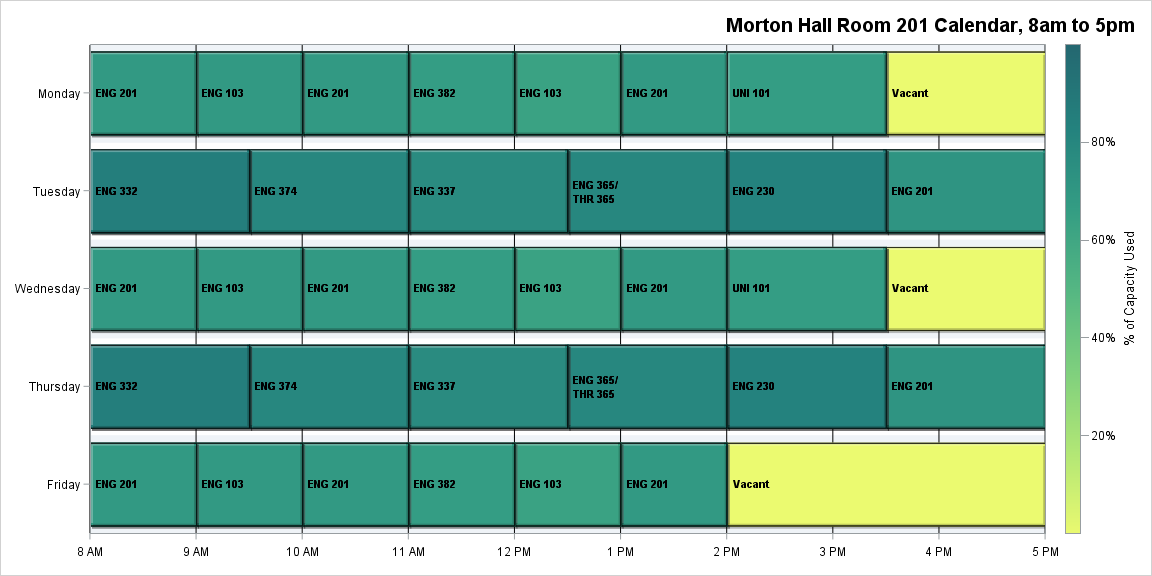 Morton Hall Room 201 Calendar, 8am to 5pm
Monday
ENG 201
ENG 103
ENG 201
ENG 382
ENG 103
ENG 201
UNI 101
Vacant
Tuesday
ENG 332
ENG 374
ENG 337
ENG 365/
THR 365
ENG 230
ENG 201
Wednesday
ENG 201
ENG 103
ENG 201
ENG 382
ENG 103
ENG 201
UNI 101
Vacant
Thursday
ENG 332
ENG 374
ENG 337
ENG 365/
THR 365
ENG 230
ENG 201
Friday
ENG 201
ENG 103
ENG 201
ENG 382
ENG 103
ENG 201
Vacant
8 AM
9 AM
10 AM
11 AM
12 PM
1 PM
2 PM
3 PM
4 PM
5 PM
80%
60%
40%
20%
% of Capacity Used